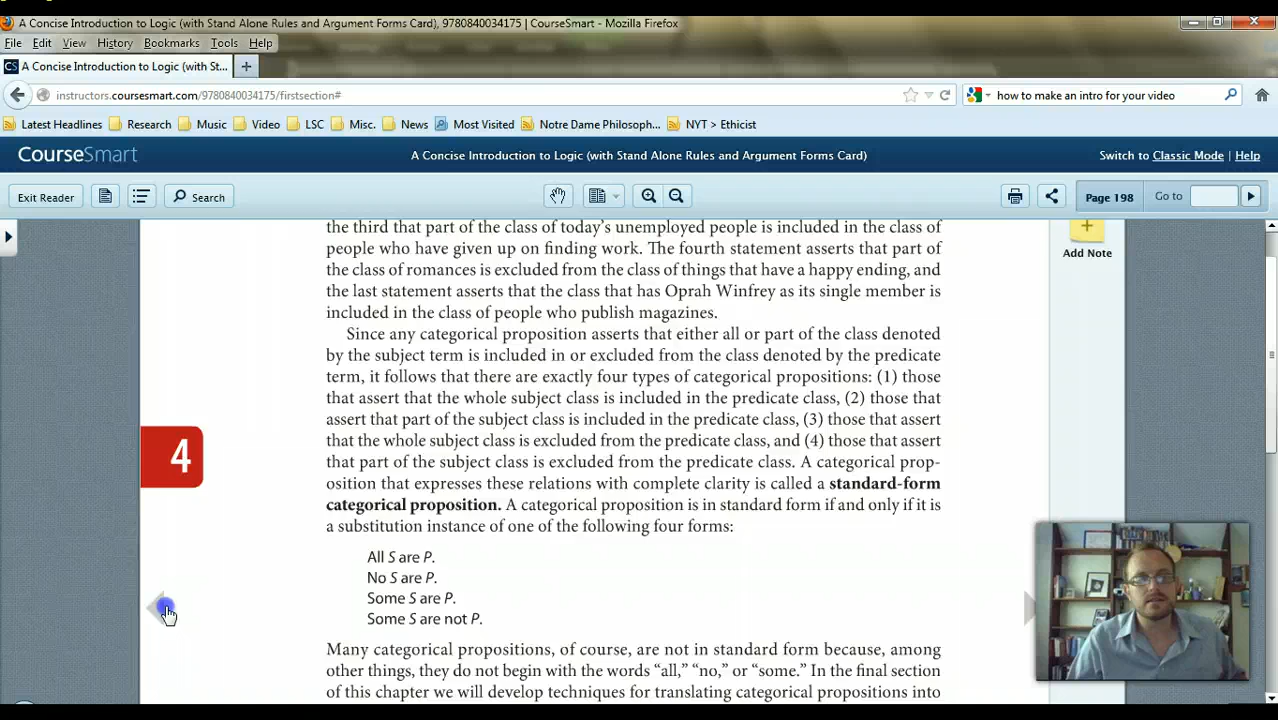 A Concise Introduction to Logic (with Stand Alone Rules and Argument Forms Card), 9780840034175 | CourseSmart - Mozilla Firefox
File Edit View History Bookmarks Tools Help
CS A Concise Introduction to Logic (with St...
instructors.coursesmart.com/9780840034175/firstsection#
how to make an intro for your video
Latest Headlines Research Music Video LSC Misc. News Most Visited Notre Dame Philosoph... NYT > Ethicist
CourseSmart
A Concise Introduction to Logic (with Stand Alone Rules and Argument Forms Card)
Switch to Classic Mode | Help
Exit Reader Search Page 198 Go to
Add Note
the third that part of the class of today's unemployed people is included in the class of
people who have given up on finding work. The fourth statement asserts that part of
the class of romances is excluded from the class of things that have a happy ending, and
the last statement asserts that the class that has Oprah Winfrey as its single member is
included in the class of people who publish magazines.
Since any categorical proposition asserts that either all or part of the class denoted
by the subject term is included in or excluded from the class denoted by the predicate
term, it follows that there are exactly four types of categorical propositions: (1) those
that assert that the whole subject class is included in the predicate class, (2) those that
assert that part of the subject class is included in the predicate class, (3) those that assert
that the whole subject class is excluded from the predicate class, and (4) those that assert
that part of the subject class is excluded from the predicate class. A categorical prop-
osition that expresses these relations with complete clarity is called a standard-form
categorical proposition. A categorical proposition is in standard form if and only if it is
a substitution instance of one of the following four forms:
4
All S are P.
No S are P.
Some S are P.
Some S are not P.
Many categorical propositions, of course, are not in standard form because, among
other things, they do not begin with the words “all,” “no,” or “some.” In the final section
of this chapter we will develop techniques for translating categorical propositions into